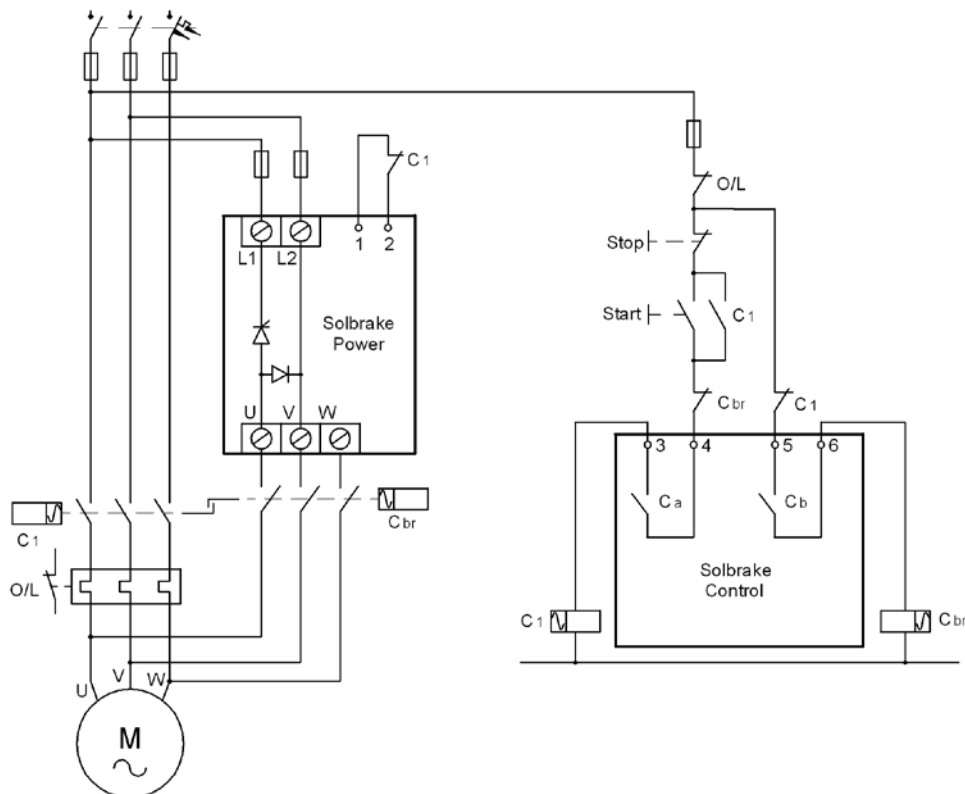 C1
O/L
1 2
L1 L2
Stop
Solbrake
Power
Start
C1
U V W
Cbr
C1
3 4 5 6
Ca
Cb
C1
Cbr
O/L
Solbrake
Control
C1
Cbr
U V W
M